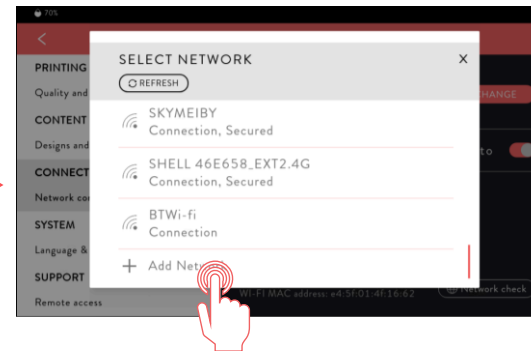 70%
SELECT NETWORK
X
REFRESH
PRINTING
Quality and
CHANGE
CONTENT
Designs and
CONNECT
Network con
SYSTEM
Language &
SUPPORT
Remote access
SKYMEIBY
Connection, Secured
SHELL 46E658_EXT2.4G
Connection, Secured
BTWi-fi
Connection
+ Add Network
to
WI-FI MAC address: e4:5f:01:4f:16:62
Network check